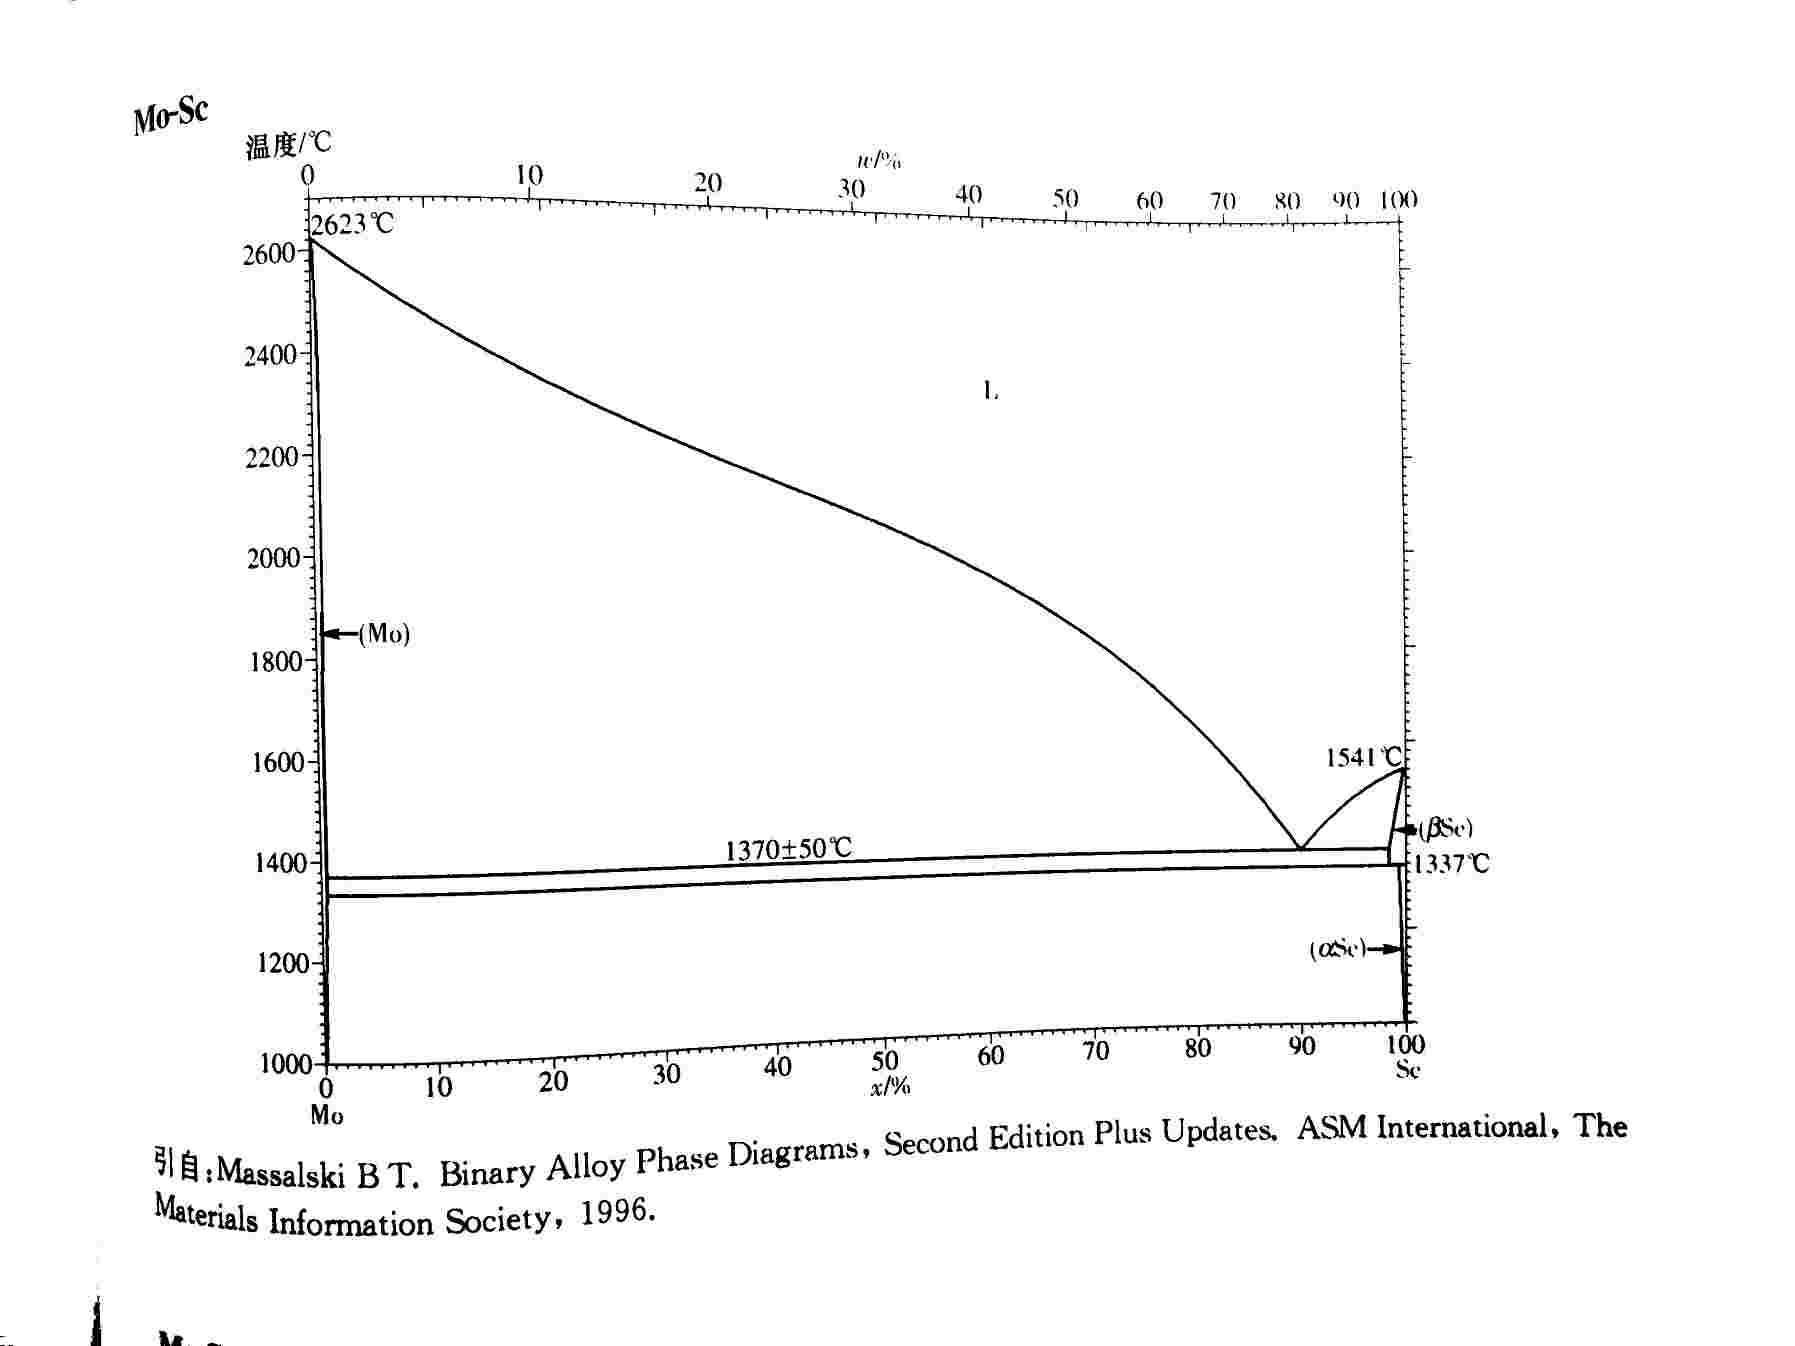 Mo-Sc
温度/℃
w/%
0 10 20 30 40 50 60 70 80 90 100
2623℃
2600
2400
L
2200
2000
(Mo)
1800
1600
1541℃
(βSc)
1370±50℃
1400
1337℃
(αSc)
1200
1000
0 10 20 30 40 50 60 70 80 90 100
x/%
Mo
Sc
引自:Massalski B T. Binary Alloy Phase Diagrams, Second Edition Plus Updates. ASM International, The
Materials Information Society, 1996.